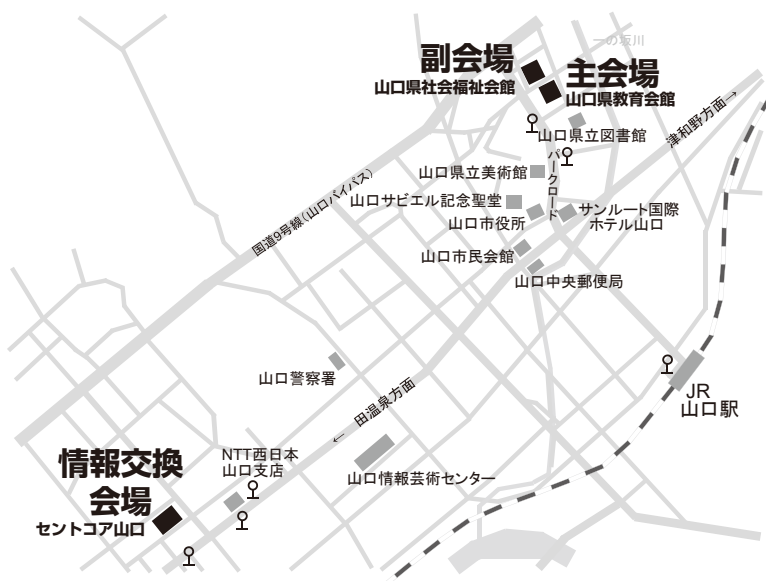 一の坂川
副会場
山口県社会福祉会館
主会場
山口県教育会館
津和野方面→
山口県立図書館
パークロード
山口県立美術館
国道9号線(山口バイパス)
山口サビエル記念聖堂
山口市役所
サンルート国際
ホテル山口
山口市民会館
山口中央郵便局
山口警察署
← 田温泉方面
JR
山口駅
情報交換
会場
セントコア山口
NTT西日本
山口支店
山口情報芸術センター